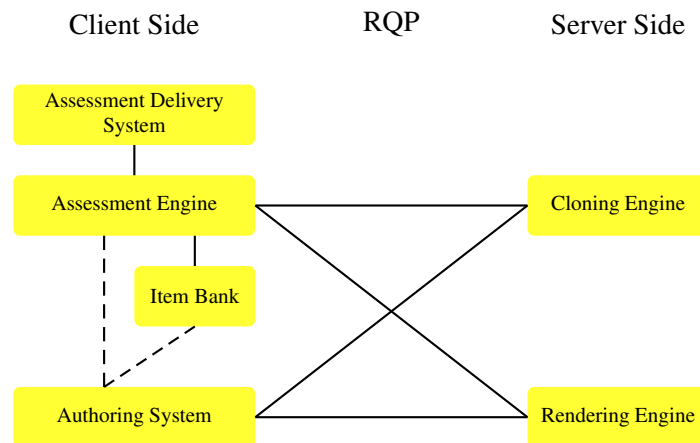 Client Side
RQP
Server Side
Assessment Delivery
System
Assessment Engine
Cloning Engine
Item Bank
Authoring System
Rendering Engine